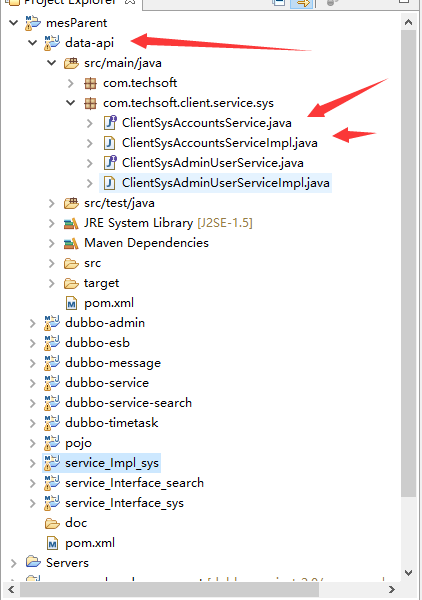 Project Explorer
mesParent
data-api
src/main/java
com.techsoft
com.techsoft.client.service.sys
ClientSysAccountsService.java
ClientSysAccountsServiceImpl.java
ClientSysAdminUserService.java
ClientSysAdminUserServiceImpl.java
src/test/java
JRE System Library [J2SE-1.5]
Maven Dependencies
src
target
pom.xml
dubbo-admin
dubbo-esb
dubbo-message
dubbo-service
dubbo-service-search
dubbo-timetask
pojo
service_Impl_sys
service_Interface_search
service_Interface_sys
doc
pom.xml
Servers